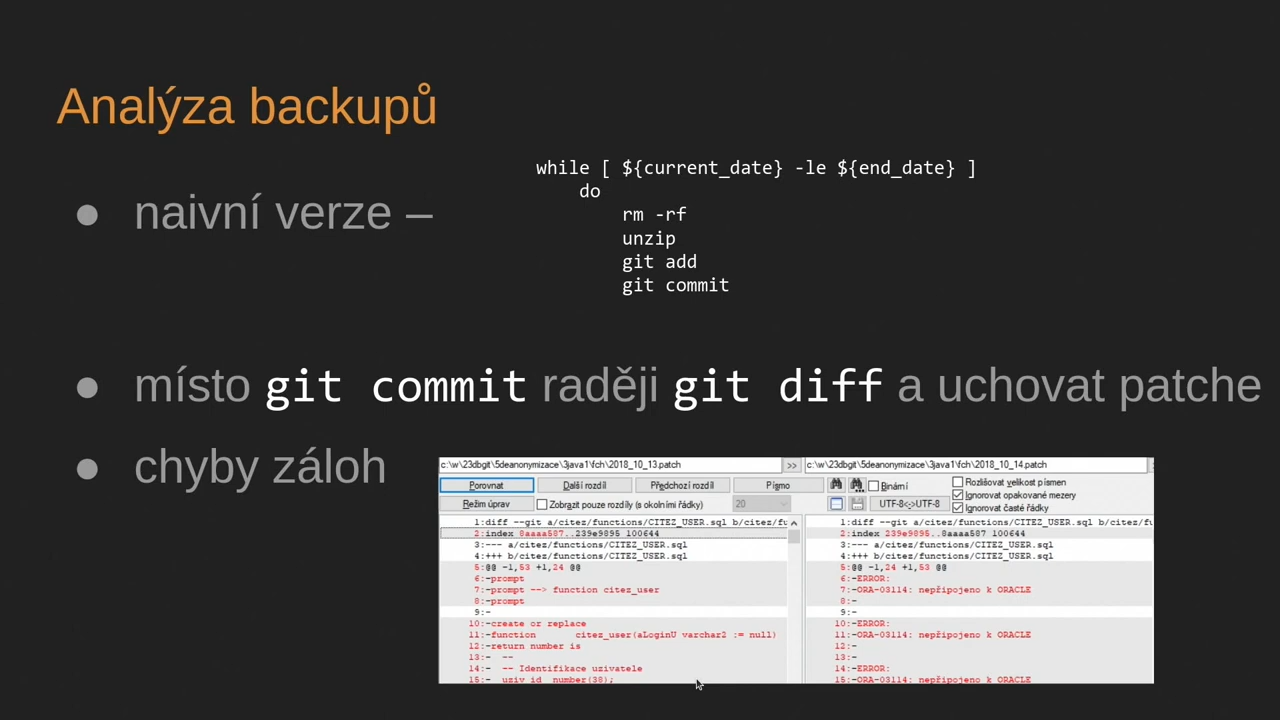 Analýza backupů
while [ ${current_date} -le ${end_date} ]
do
rm -rf
unzip
git add
git commit
● naivní verze –
● místo git commit raději git diff a uchovat patche
● chyby záloh
c:\w\23dbgit\5deanonymizace\3java1\fch\2018_10_13.patch >> c:\w\23dbgit\5deanonymizace\3java1\fch\2018_10_14.patch
Porovnat Další rozdíl Předchozí rozdíl Písmo Binární Rozlišovat velikost písmen
Ignorovat opakované mezery
Režim úprav Zobrazit pouze rozdíly (s okolními řádky) 20 UTF-8<->UTF-8 Ignorovat časté řádky
1:diff --git a/citez/functions/CITEZ_USER.sql b/citez/fu
2:index 8aaaa587..239e9895 100644
3:--- a/citez/functions/CITEZ_USER.sql
4:+++ b/citez/functions/CITEZ_USER.sql
5:@@ -1,53 +1,24 @@
6:-prompt
7:-prompt --> function citez_user
8:-prompt
9:-
10:-create or replace
11:-function citez_user(aLoginU varchar2 := null)
12:-return number is
13:- --
14:- -- Identifikace uzivatele
15:- uziv_id number(38);
1:diff --git a/citez/functions/CITEZ_USER.sql b/citez/fu
2:index 239e9895..8aaaa587 100644
3:--- a/citez/functions/CITEZ_USER.sql
4:+++ b/citez/functions/CITEZ_USER.sql
5:@@ -1,24 +1,53 @@
6:-ERROR:
7:-ORA-03114: nepřipojeno k ORACLE
8:-
9:-
10:-ERROR:
11:-ORA-03114: nepřipojeno k ORACLE
12:-
13:-
14:-ERROR:
15:-ORA-03114: nepřipojeno k ORACLE